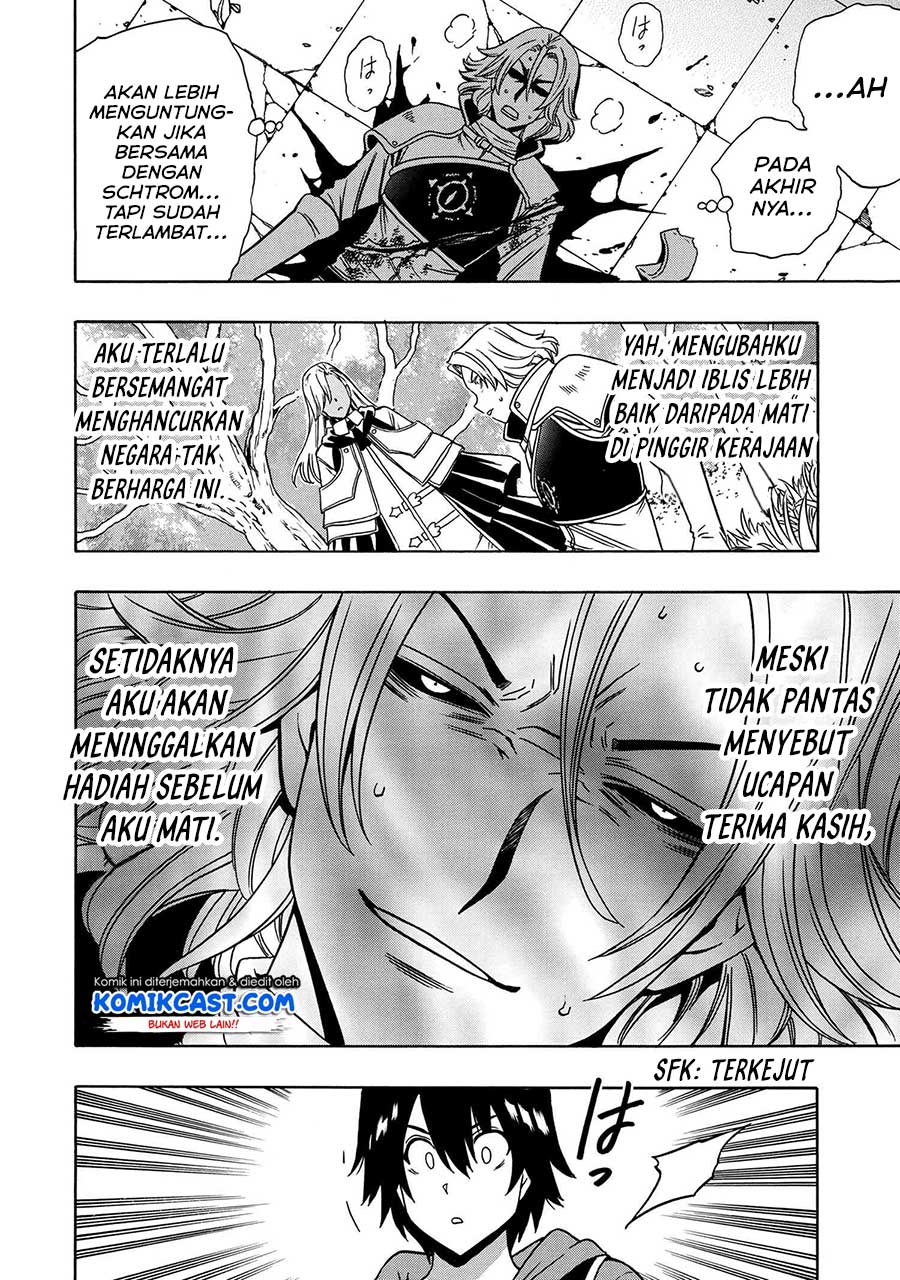 ...AH
PADA
AKHIR
NYA...
はっ
はっ
AKAN LEBIH
MENGUNTUNG-
KAN JIKA
BERSAMA
DENGAN
SCHTROM...
TAPI SUDAH
TERLAMBAT...
YAH, MENGUBAHKU
MENJADI IBLIS LEBIH
BAIK DARIPADA MATI
DI PINGGIR KERAJAAN
AKU TERLALU
BERSEMANGAT
MENGHANCURKAN
NEGARA TAK
BERHARGA INI.
MESKI
TIDAK PANTAS
MENYEBUT
UCAPAN
TERIMA KASIH,
SETIDAKNYA
AKU AKAN
MENINGGALKAN
HADIAH SEBELUM
AKU MATI.
Komik ini diterjemahkan & diedit oleh
KOMIKCAST.COM
BUKAN WEB LAIN!!
SFK: TERKEJUT
はっ